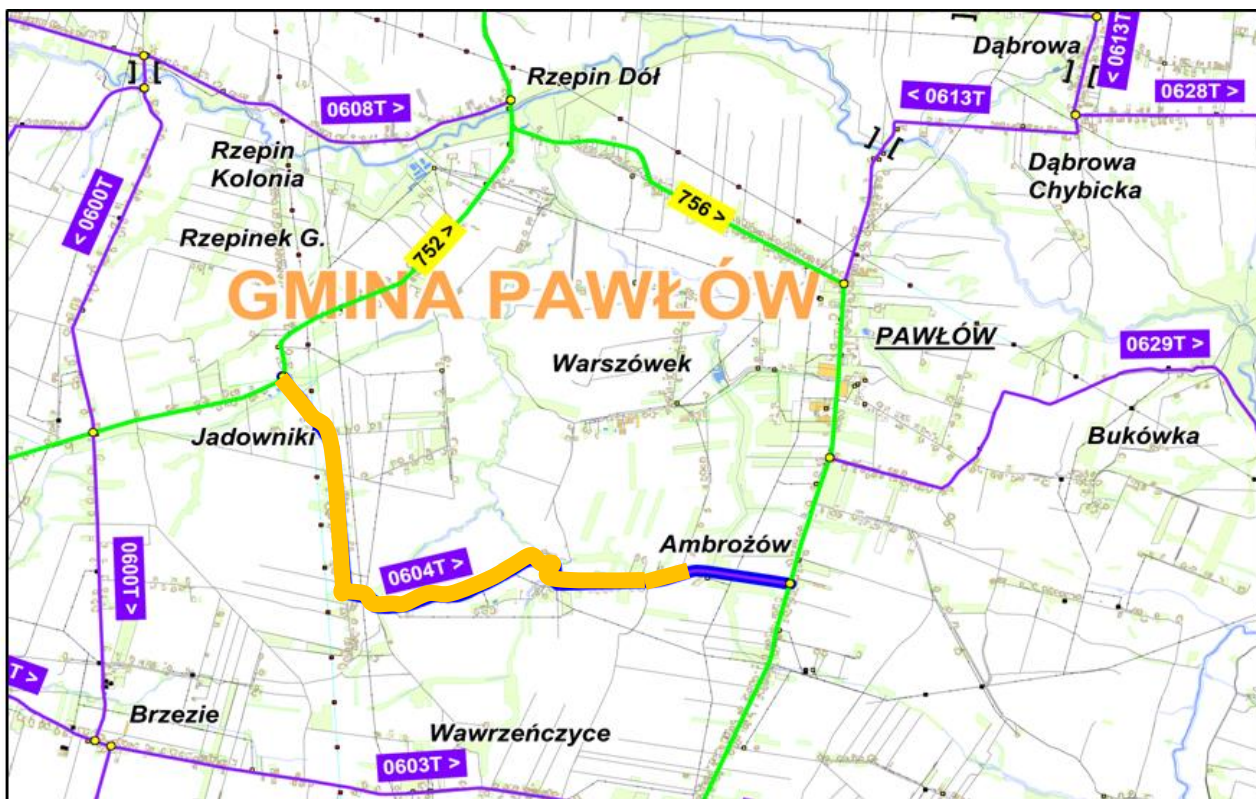 Dąbrowa
< 0613T
Rzepin Dół
0608T >
< 0613T
0628T >
Rzepin
Kolonia
Dąbrowa
Chybicka
< 0600T
756 >
Rzepinek G.
752 >
GMINA PAWŁÓW
PAWŁÓW
0629T >
Warszówek
Jadowniki
Bukówka
Ambrożów
< 0600T
0604T >
T >
Brzezie
Wawrzeńczyce
0603T >